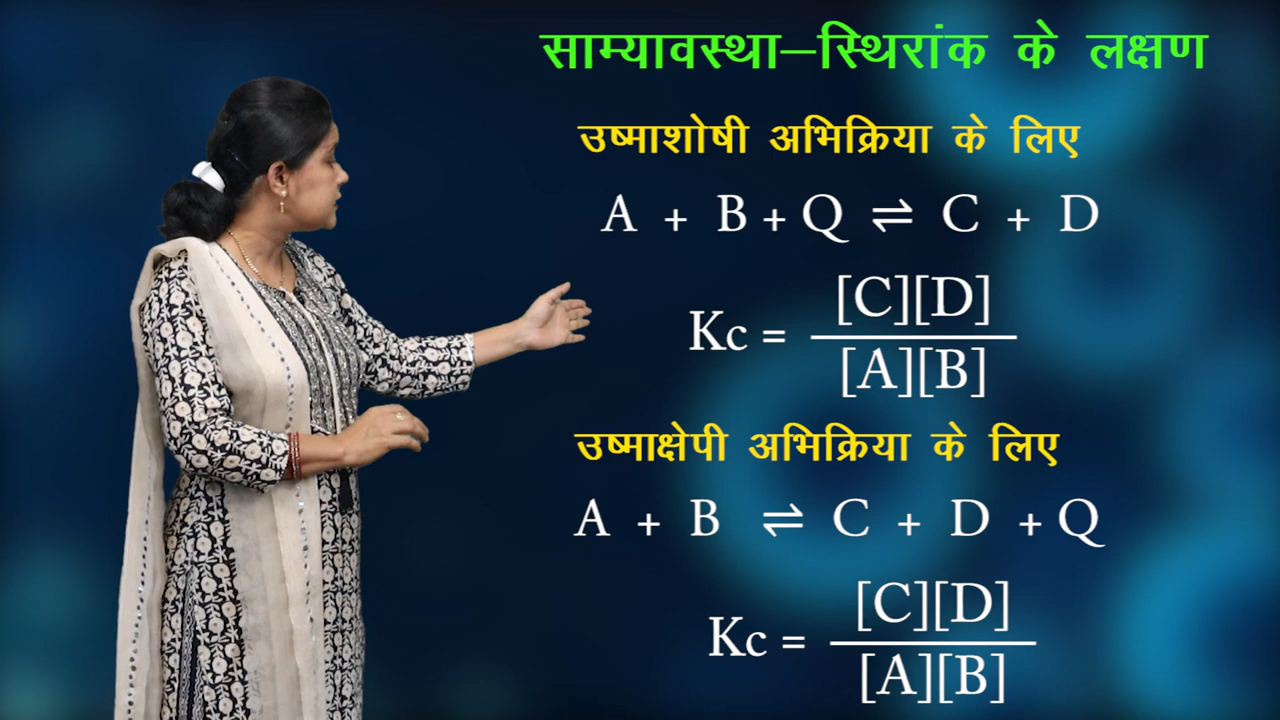 साम्यावस्था–स्थिरांक के लक्षण
उष्माशोषी अभिक्रिया के लिए
A + B + Q ⇌ C + D
Kc = [C][D] / [A][B]
उष्माक्षेपी अभिक्रिया के लिए
A + B ⇌ C + D + Q
Kc = [C][D] / [A][B]